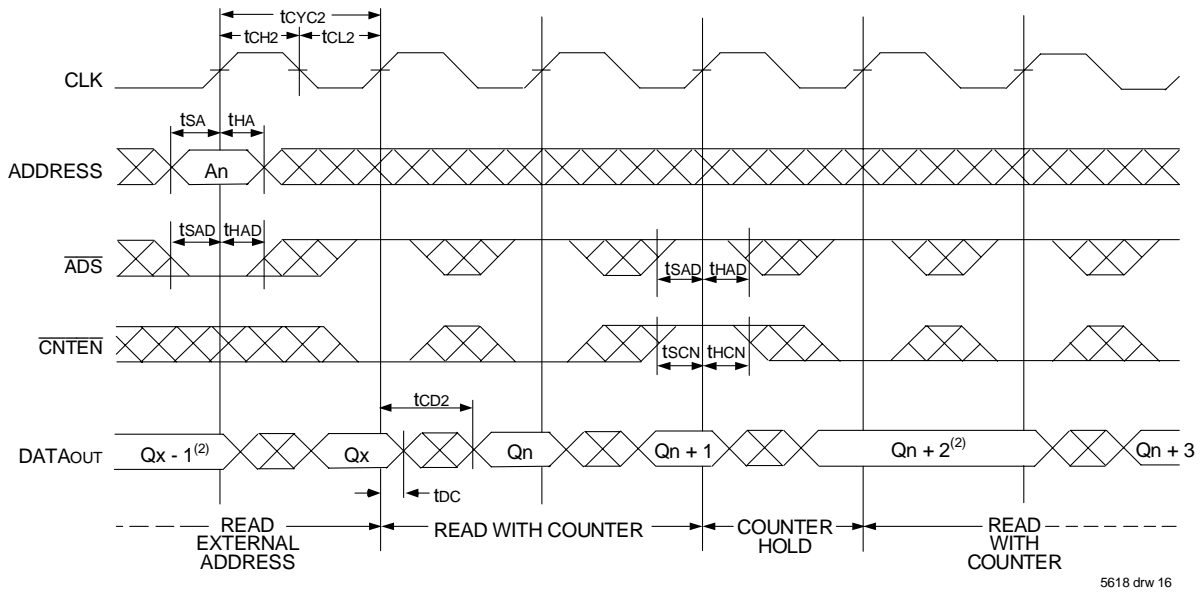 tCYC2
tCH2 tCL2
CLK
tSA tHA
ADDRESS An
tSAD tHAD
ADS
tSAD tHAD
CNTEN
tSCN tHCN
tCD2
DATAOUT Qx - 1(2) Qx Qn Qn + 1 Qn + 2(2) Qn + 3
tDC
READ EXTERNAL ADDRESS
READ WITH COUNTER
COUNTER HOLD
READ WITH COUNTER
5618 drw 16